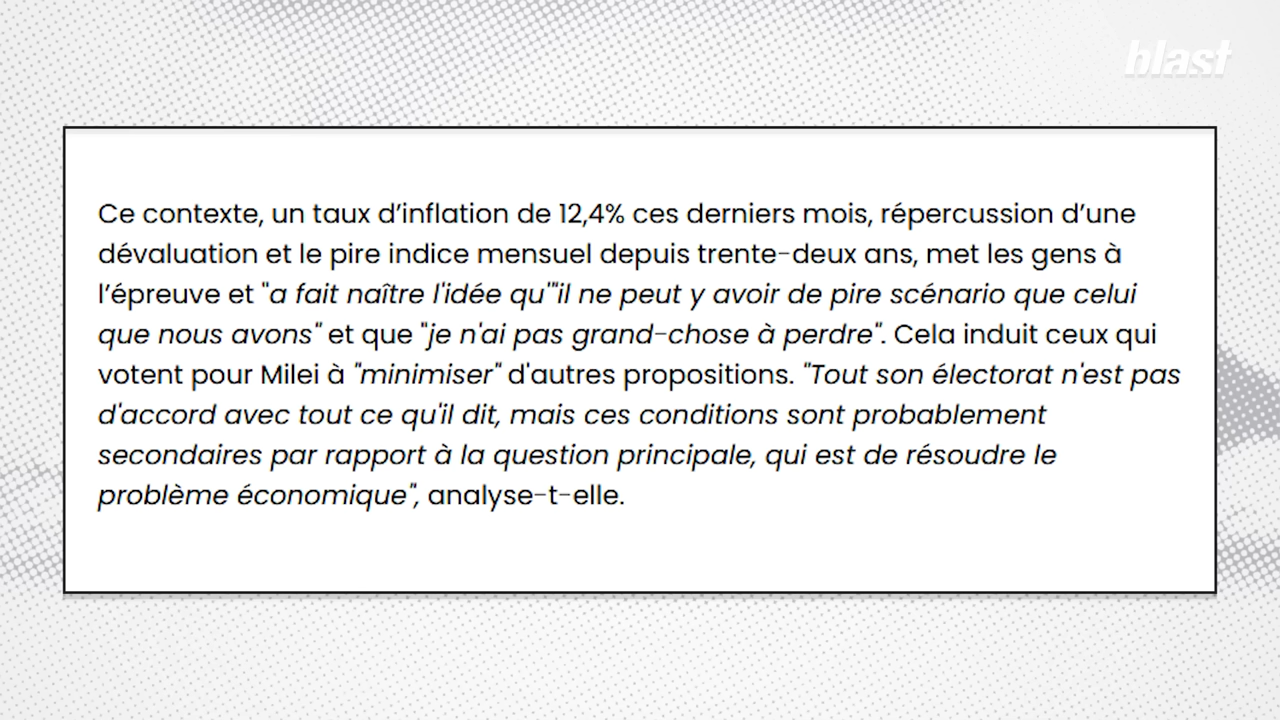 blast
Ce contexte, un taux d’inflation de 12,4% ces derniers mois, répercussion d’une
dévaluation et le pire indice mensuel depuis trente-deux ans, met les gens à
l’épreuve et "a fait naître l'idée qu'"il ne peut y avoir de pire scénario que celui
que nous avons" et que "je n'ai pas grand-chose à perdre". Cela induit ceux qui
votent pour Milei à "minimiser" d'autres propositions. "Tout son électorat n'est pas
d'accord avec tout ce qu'il dit, mais ces conditions sont probablement
secondaires par rapport à la question principale, qui est de résoudre le
problème économique", analyse-t-elle.